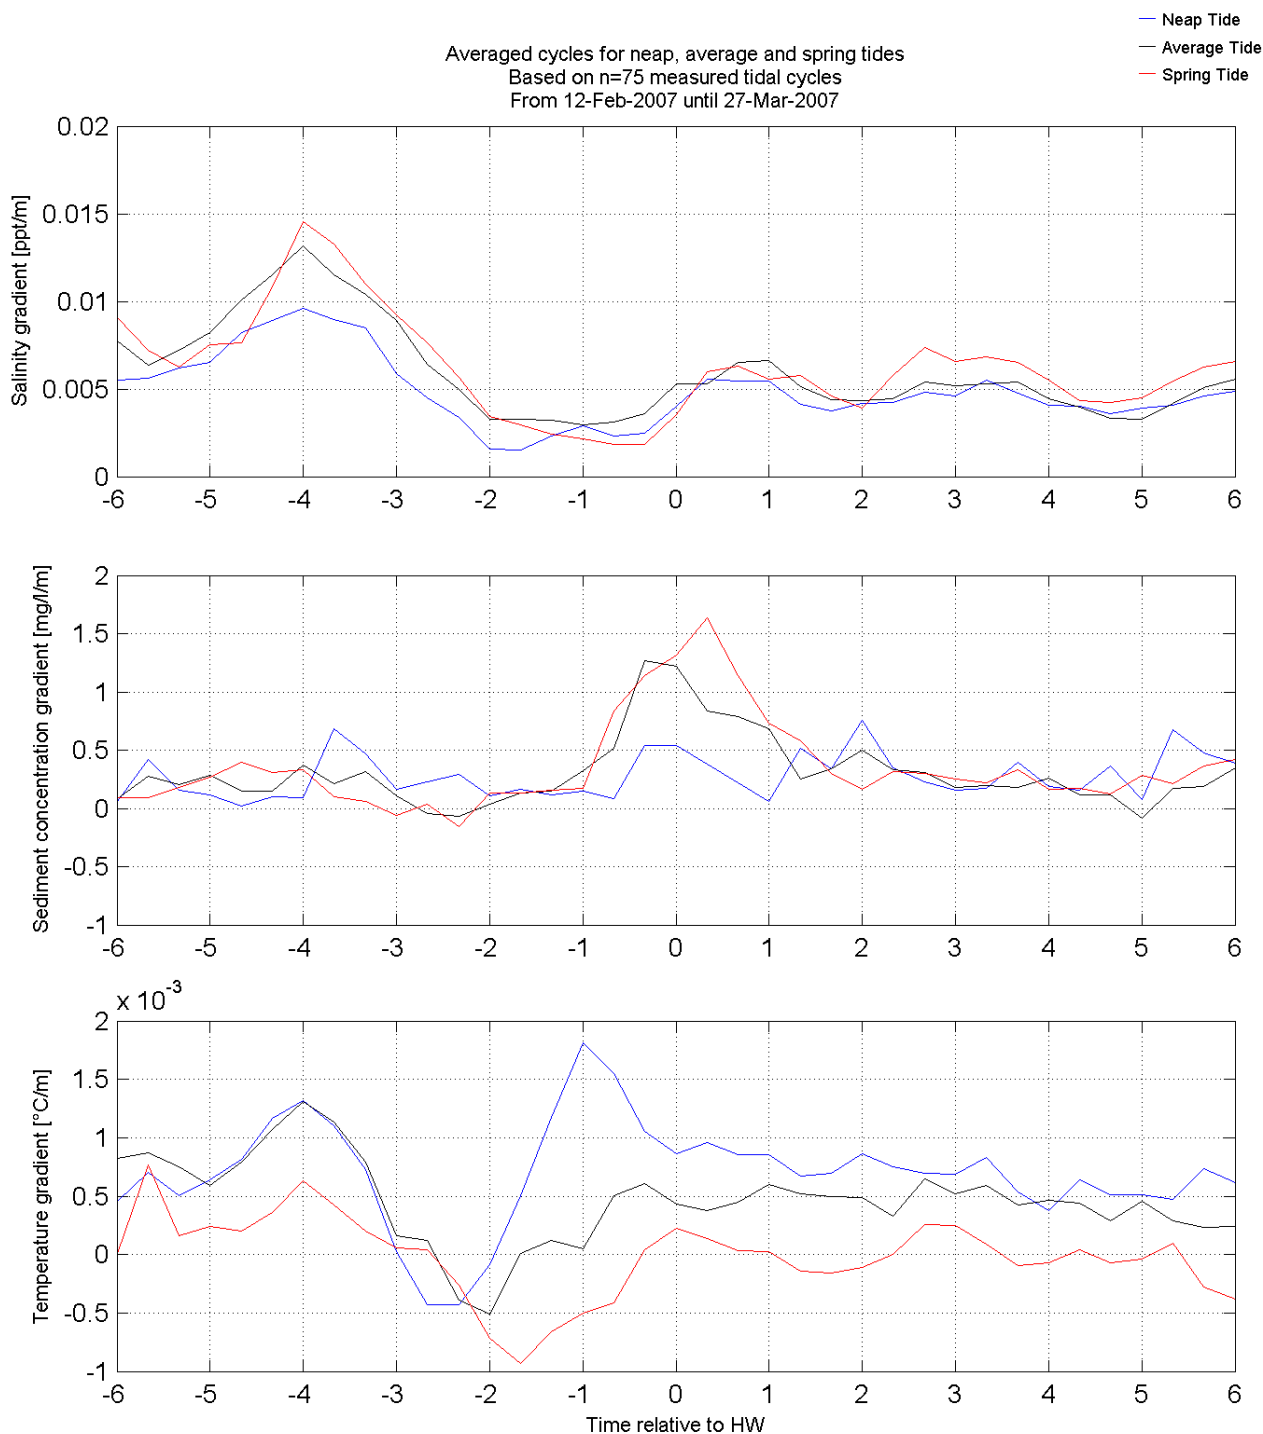 Neap Tide
Average Tide
Spring Tide
Averaged cycles for neap, average and spring tides
Based on n=75 measured tidal cycles
From 12-Feb-2007 until 27-Mar-2007
Salinity gradient [ppt/m]
0.02
0.015
0.01
0.005
0
-6 -5 -4 -3 -2 -1 0 1 2 3 4 5 6
Sediment concentration gradient [mg/l/m]
2
1.5
1
0.5
0
-0.5
-1
-6 -5 -4 -3 -2 -1 0 1 2 3 4 5 6
x 10-3
Temperature gradient [°C/m]
2
1.5
1
0.5
0
-0.5
-1
-6 -5 -4 -3 -2 -1 0 1 2 3 4 5 6
Time relative to HW